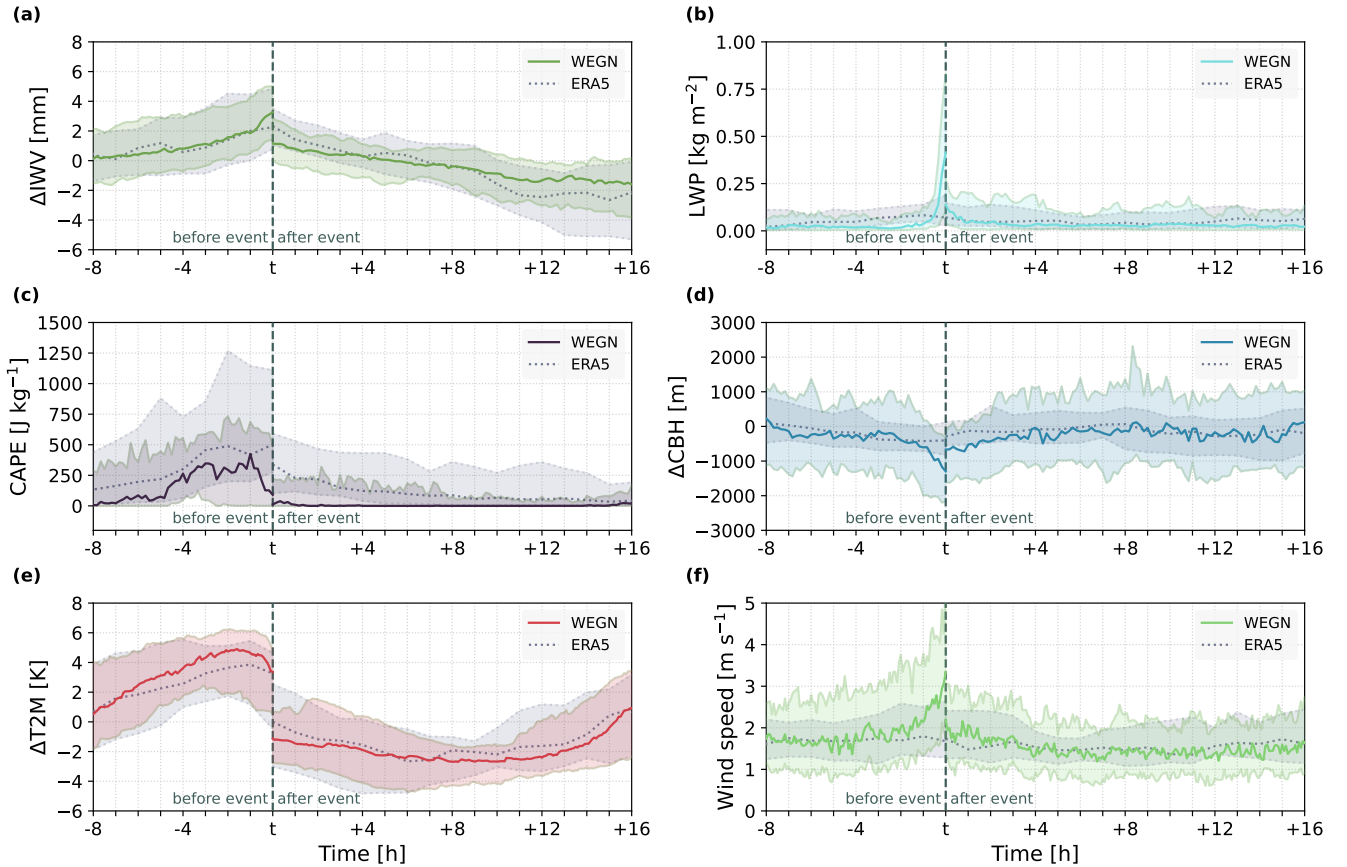 (a)
ΔIWV [mm]
8
6
4
2
0
−2
−4
−6
WEGN
ERA5
before event
after event
-8
-4
t
+4
+8
+12
+16
(b)
LWP [kg m⁻²]
1.00
0.75
0.50
0.25
0.00
WEGN
ERA5
before event
after event
-8
-4
t
+4
+8
+12
+16
(c)
CAPE [J kg⁻¹]
1500
1250
1000
750
500
250
0
WEGN
ERA5
before event
after event
-8
-4
t
+4
+8
+12
+16
(d)
ΔCBH [m]
3000
2000
1000
0
−1000
−2000
−3000
WEGN
ERA5
before event
after event
-8
-4
t
+4
+8
+12
+16
(e)
ΔT2M [K]
8
6
4
2
0
−2
−4
−6
WEGN
ERA5
before event
after event
-8
-4
t
+4
+8
+12
+16
Time [h]
(f)
Wind speed [m s⁻¹]
5
4
3
2
1
0
WEGN
ERA5
before event
after event
-8
-4
t
+4
+8
+12
+16
Time [h]